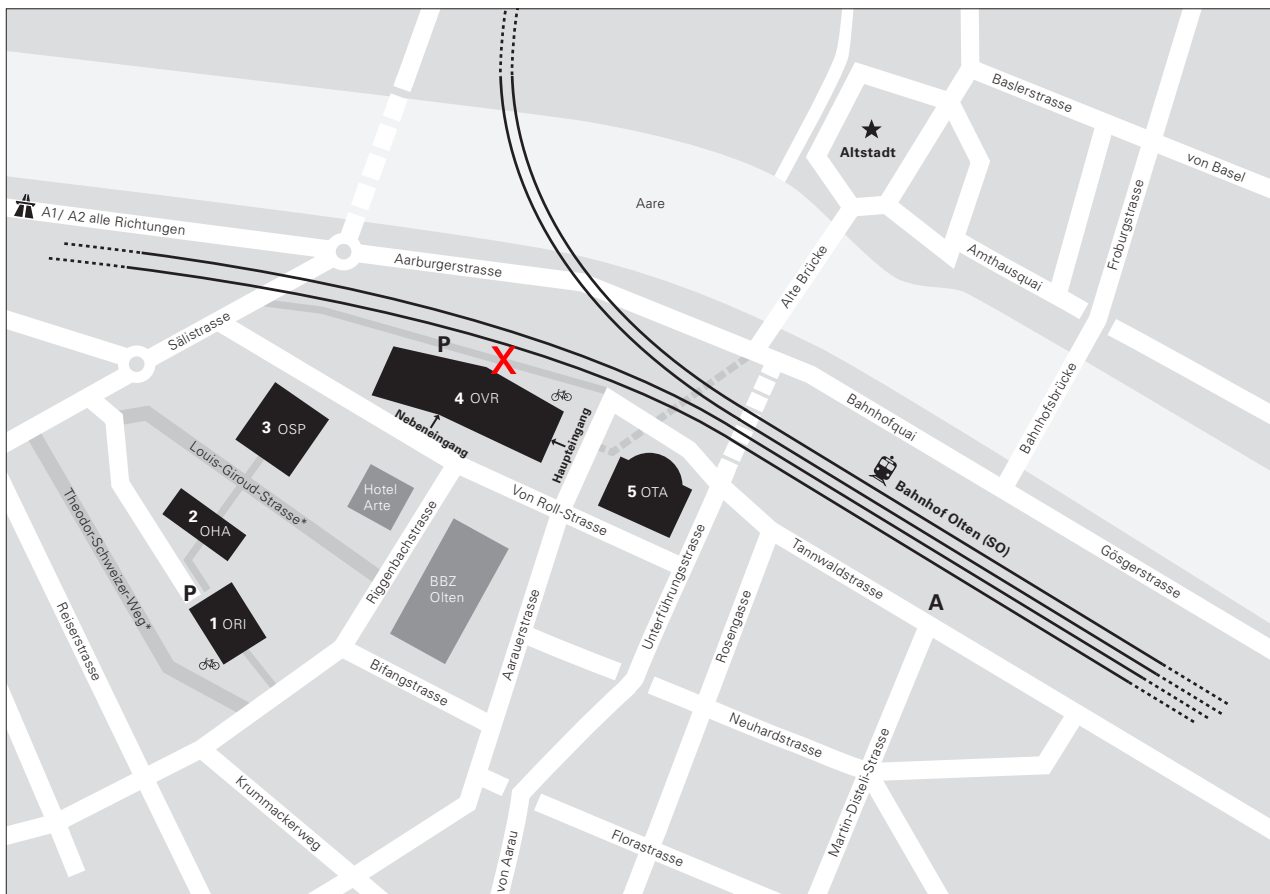 Baslerstrasse
von Basel
Altstadt
Froburgstrasse
Aare
A1/ A2 alle Richtungen
Aarburgerstrasse
Amthausquai
Alte Brücke
Sälistrasse
P
X
4 OVR
Nebeneingang
Haupteingang
Bahnhofquai
Bahnhofsbrücke
3 OSP
Louis-Giroud-Strasse*
Hotel
Arte
Von Roll-Strasse
5 OTA
Bahnhof Olten (SO)
Gösgerstrasse
2
OHA
Theodor-Schweizer-Weg*
Riggenbachstrasse
BBZ
Olten
Tannwaldstrasse
A
P
1 ORI
Reiserstrasse
Aarauerstrasse
Unterführungsstrasse
Rosengasse
Bifangstrasse
Neuhardstrasse
Martin-Disteli-Strasse
Krummackerweg
von Aarau
Florastrasse